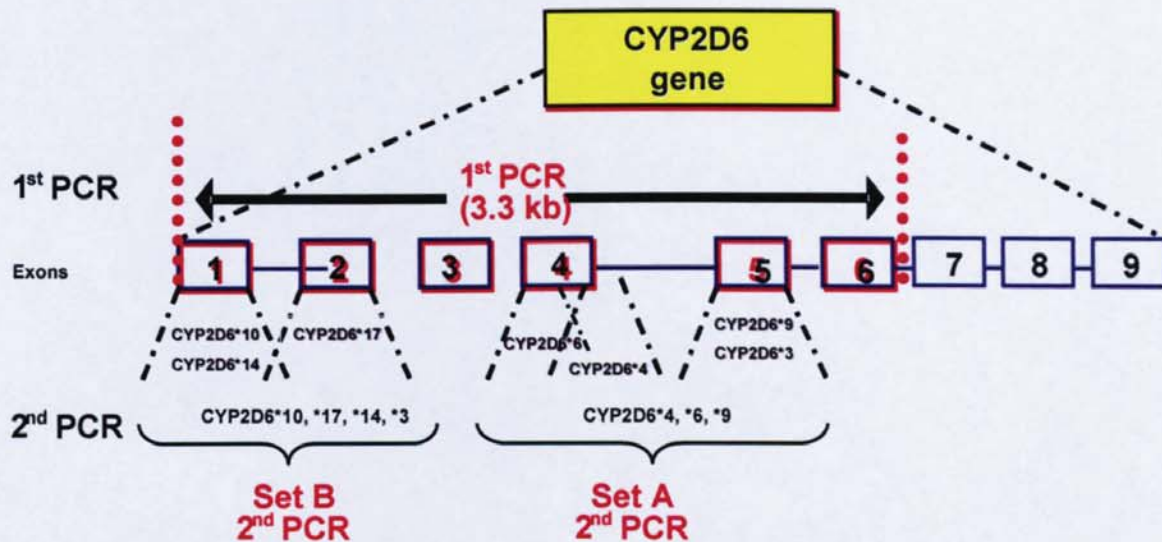 CYP2D6
gene
1st PCR
1st PCR
(3.3 kb)
Exons
1 2 3 4 5 6 7 8 9
CYP2D6*10
CYP2D6*14
CYP2D6*17
CYP2D6*6
CYP2D6*4
CYP2D6*9
CYP2D6*3
2nd PCR
CYP2D6*10, *17, *14, *3
CYP2D6*4, *6, *9
Set B
2nd PCR
Set A
2nd PCR